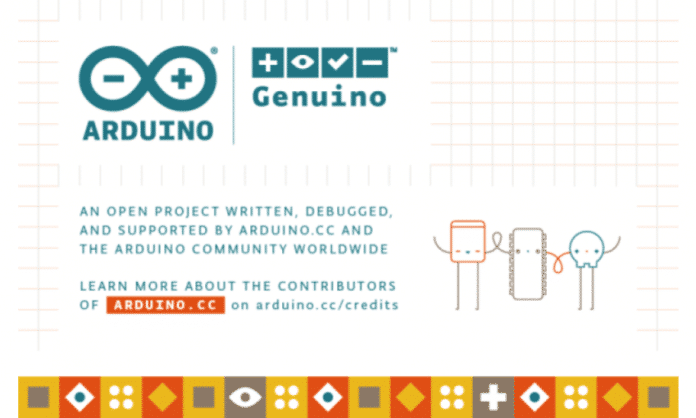 ARDUINO®
Genuino™
AN OPEN PROJECT WRITTEN, DEBUGGED,
AND SUPPORTED BY ARDUINO.CC AND
THE ARDUINO COMMUNITY WORLDWIDE
LEARN MORE ABOUT THE CONTRIBUTORS
OF ARDUINO.CC on arduino.cc/credits